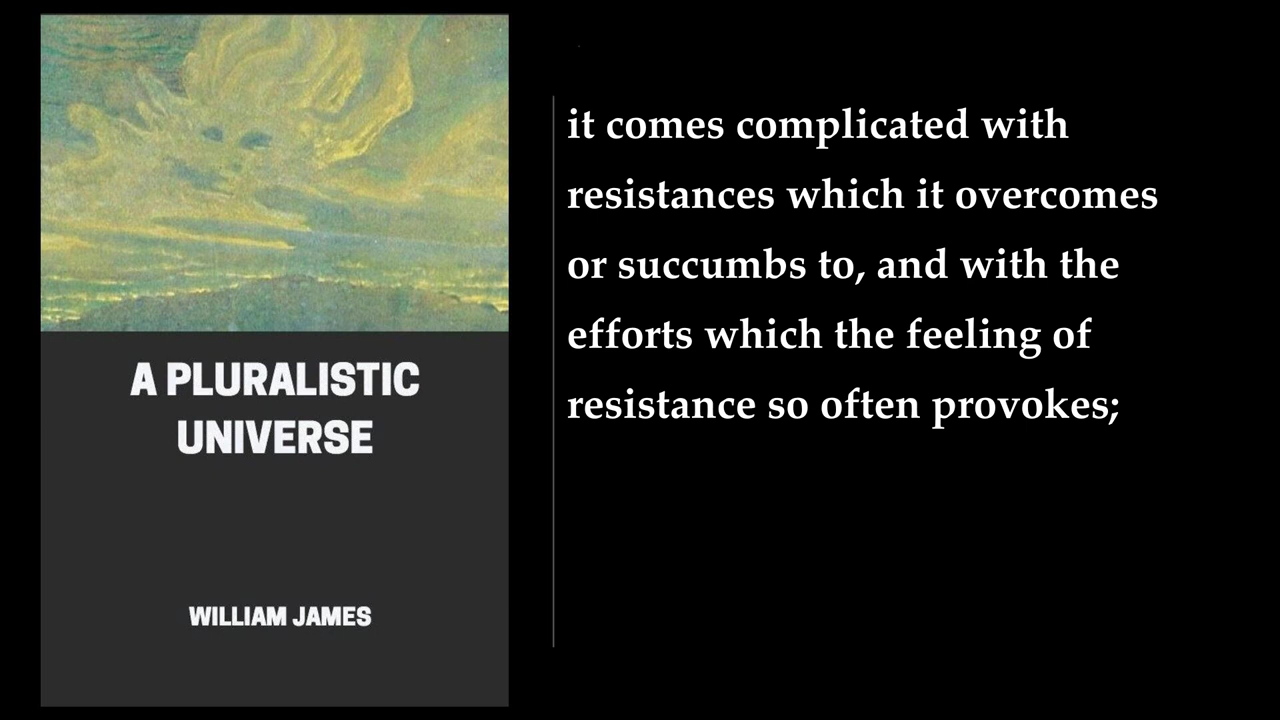 A PLURALISTIC
UNIVERSE
WILLIAM JAMES
it comes complicated with
resistances which it overcomes
or succumbs to, and with the
efforts which the feeling of
resistance so often provokes;